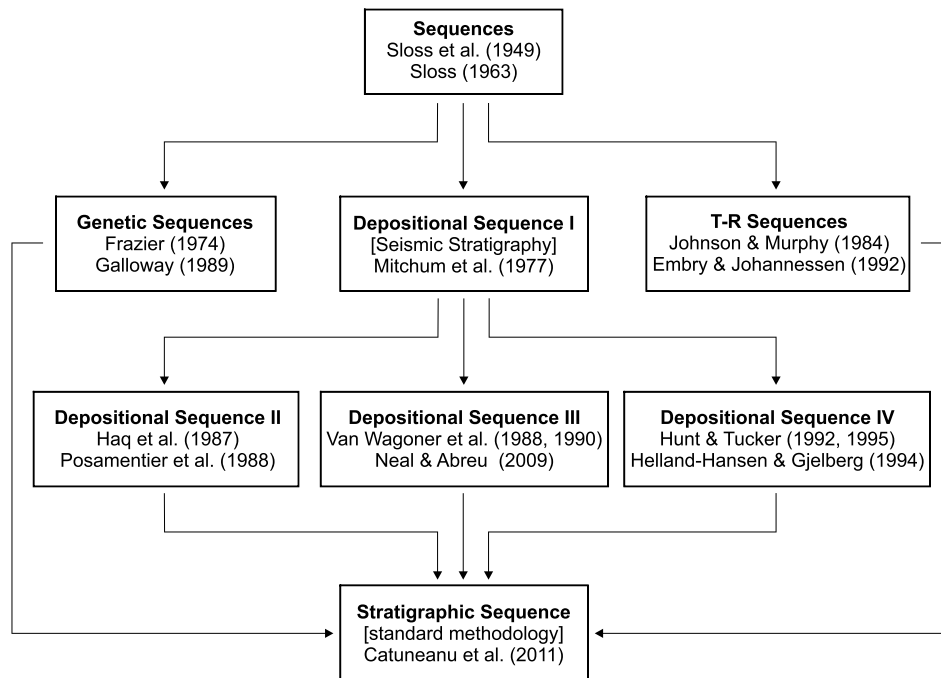 Sequences
Sloss et al. (1949)
Sloss (1963)
Genetic Sequences
Frazier (1974)
Galloway (1989)
Depositional Sequence I
[Seismic Stratigraphy]
Mitchum et al. (1977)
T-R Sequences
Johnson & Murphy (1984)
Embry & Johannessen (1992)
Depositional Sequence II
Haq et al. (1987)
Posamentier et al. (1988)
Depositional Sequence III
Van Wagoner et al. (1988, 1990)
Neal & Abreu (2009)
Depositional Sequence IV
Hunt & Tucker (1992, 1995)
Helland-Hansen & Gjelberg (1994)
Stratigraphic Sequence
[standard methodology]
Catuneanu et al. (2011)